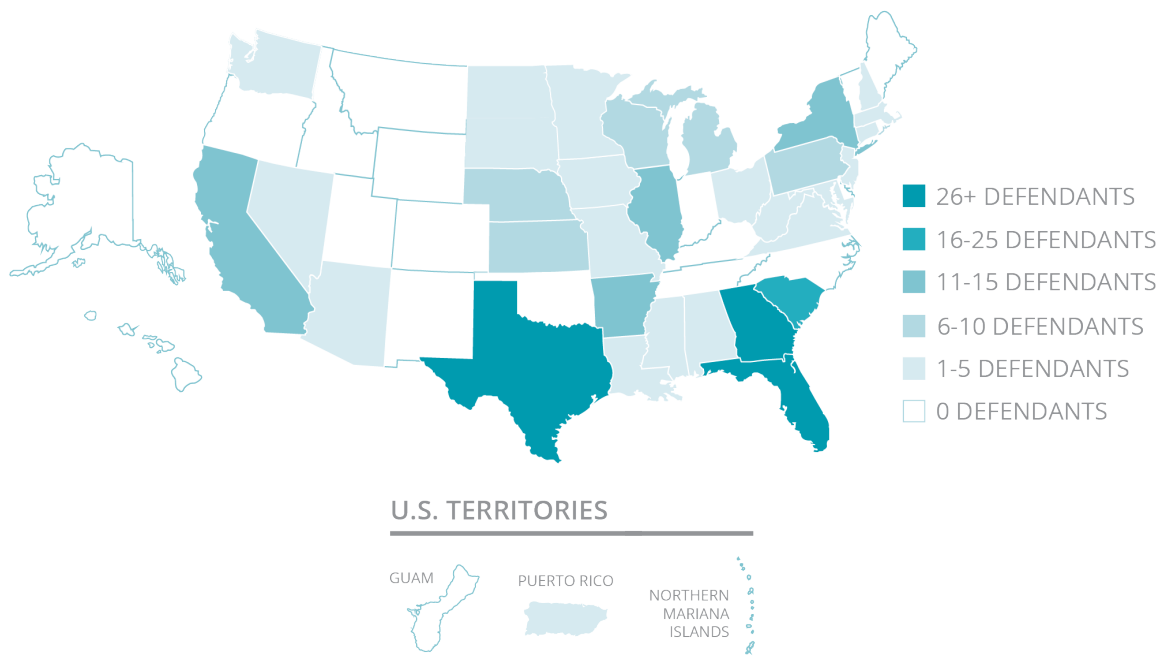 26+ DEFENDANTS
16-25 DEFENDANTS
11-15 DEFENDANTS
6-10 DEFENDANTS
1-5 DEFENDANTS
0 DEFENDANTS
U.S. TERRITORIES
GUAM
PUERTO RICO
NORTHERN
MARIANA
ISLANDS